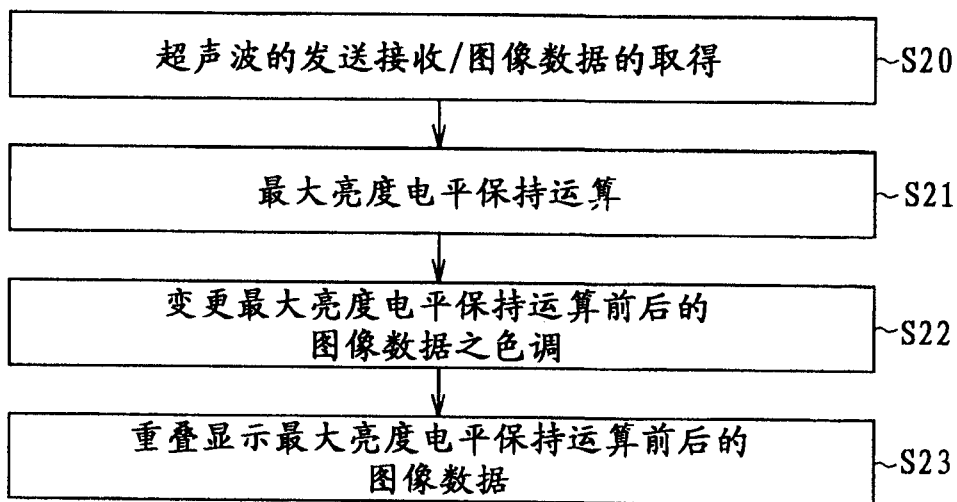 超声波的发送接收/图像数据的取得
~S20
最大亮度电平保持运算
~S21
变更最大亮度电平保持运算前后的
图像数据之色调
~S22
重叠显示最大亮度电平保持运算前后的
图像数据
~S23